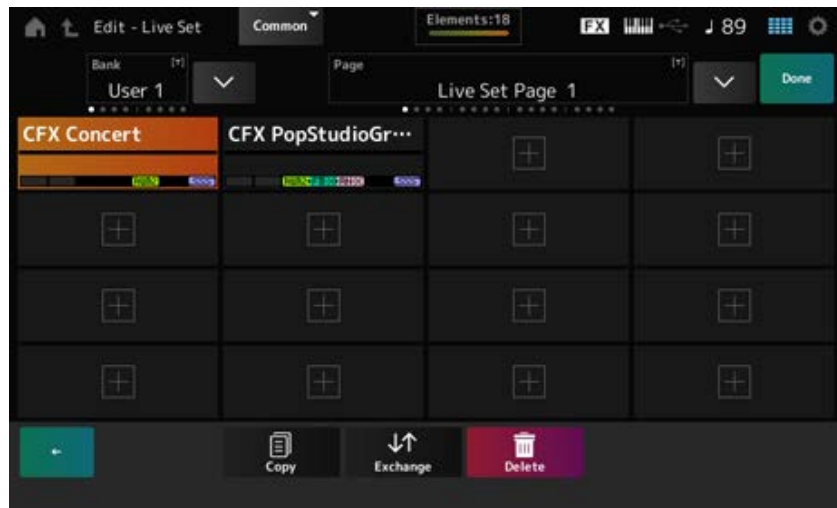 Edit - Live Set
Common
Elements:18
FX
89
Bank
User 1
Page
Live Set Page 1
Done
CFX Concert
CFX PopStudioGr…
Copy
Exchange
Delete